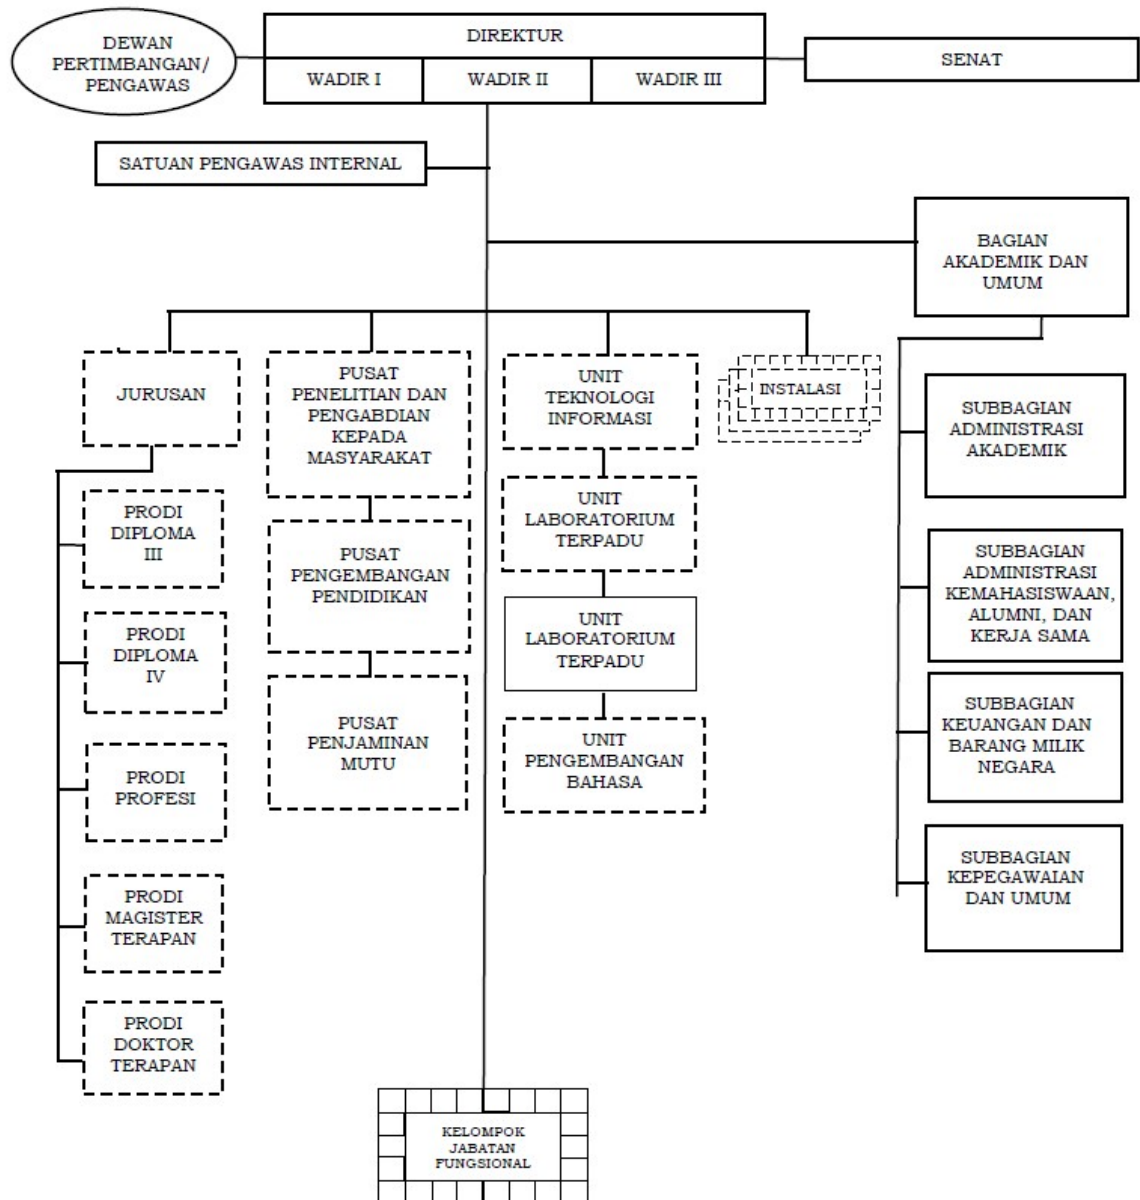 DEWAN
PERTIMBANGAN/
PENGAWAS
DIREKTUR
WADIR I
WADIR II
WADIR III
SENAT
SATUAN PENGAWAS INTERNAL
BAGIAN
AKADEMIK DAN
UMUM
JURUSAN
PRODI
DIPLOMA
III
PRODI
DIPLOMA
IV
PRODI
PROFESI
PRODI
MAGISTER
TERAPAN
PRODI
DOKTOR
TERAPAN
PUSAT
PENELITIAN DAN
PENGABDIAN
KEPADA
MASYARAKAT
PUSAT
PENGEMBANGAN
PENDIDIKAN
PUSAT
PENJAMINAN
MUTU
UNIT
TEKNOLOGI
INFORMASI
UNIT
LABORATORIUM
TERPADU
UNIT
LABORATORIUM
TERPADU
UNIT
PENGEMBANGAN
BAHASA
INSTALASI
SUBBAGIAN
ADMINISTRASI
AKADEMIK
SUBBAGIAN
ADMINISTRASI
KEMAHASISWAAN,
ALUMNI, DAN
KERJA SAMA
SUBBAGIAN
KEUANGAN DAN
BARANG MILIK
NEGARA
SUBBAGIAN
KEPEGAWAIAN
DAN UMUM
KELOMPOK
JABATAN
FUNGSIONAL